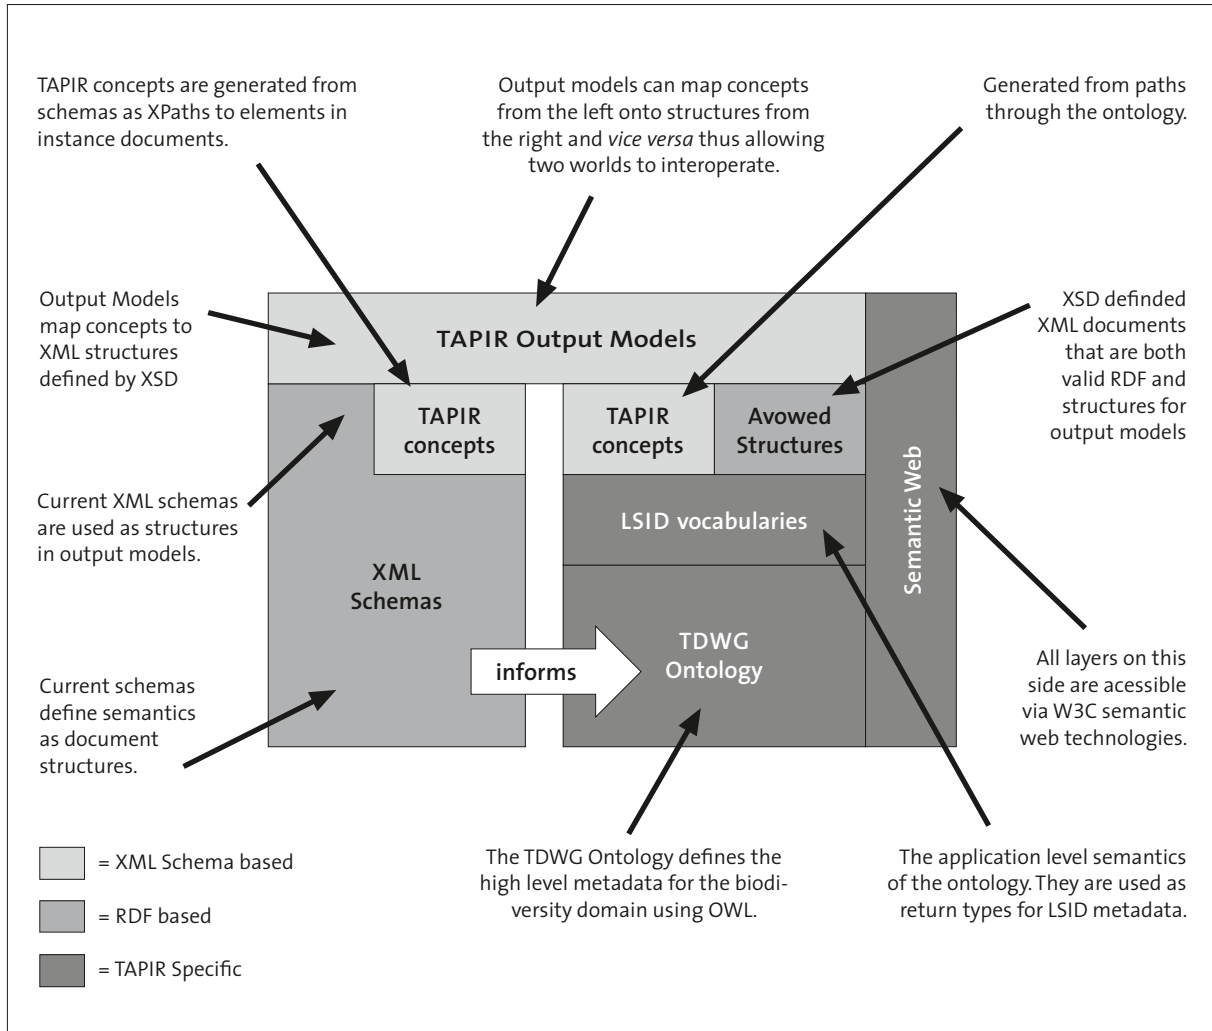 TAPIR concepts are generated from
schemas as XPaths to elements in
instance documents.
Output models can map concepts
from the left onto structures from
the right and vice versa thus allowing
two worlds to interoperate.
Generated from paths
through the ontology.
Output Models
map concepts to
XML structures
defined by XSD
TAPIR Output Models
XSD definded
XML documents
that are both
valid RDF and
structures for
output models
TAPIR
concepts
TAPIR
concepts
Avowed
Structures
Current XML schemas
are used as structures
in output models.
LSID vocabularies
Semantic Web
XML
Schemas
TDWG
Ontology
informs
Current schemas
define semantics
as document
structures.
All layers on this
side are acessible
via W3C semantic
web technologies.
= XML Schema based
= RDF based
= TAPIR Specific
The TDWG Ontology defines the
high level metadata for the biodi-
versity domain using OWL.
The application level semantics
of the ontology. They are used as
return types for LSID metadata.